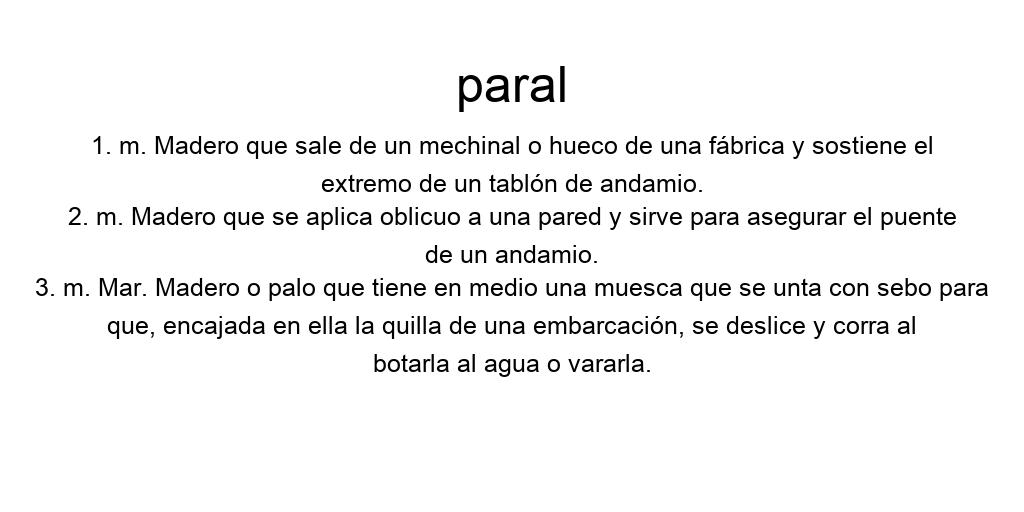 paral
1. m. Madero que sale de un mechinal o hueco de una fábrica y sostiene el
extremo de un tablón de andamio.
2. m. Madero que se aplica oblicuo a una pared y sirve para asegurar el puente
de un andamio.
3. m. Mar. Madero o palo que tiene en medio una muesca que se unta con sebo para
que, encajada en ella la quilla de una embarcación, se deslice y corra al
botarla al agua o vararla.